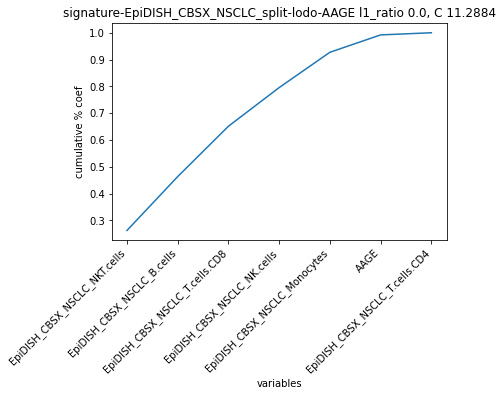 signature-EpiDISH_CBSX_NSCLC_split-lodo-AAGE l1_ratio 0.0, C 11.2884
1.0
0.9
0.8
0.7
0.6
0.5
0.4
0.3
cumulative % coef
EpiDISH_CBSX_NSCLC_NKT.cells
EpiDISH_CBSX_NSCLC_B.cells
EpiDISH_CBSX_NSCLC_T.cells.CD8
EpiDISH_CBSX_NSCLC_NK.cells
EpiDISH_CBSX_NSCLC_Monocytes
AAGE
EpiDISH_CBSX_NSCLC_T.cells.CD4
variables